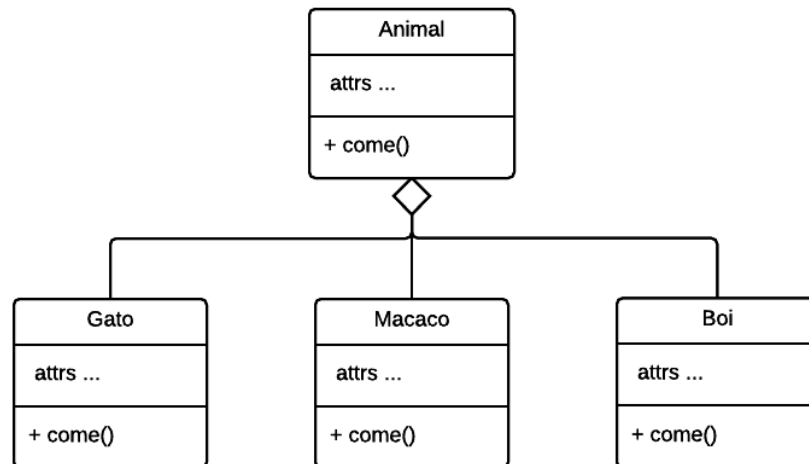 Animal
attrs ...
+ come()
Gato
attrs ...
+ come()
Macaco
attrs ...
+ come()
Boi
attrs ...
+ come()